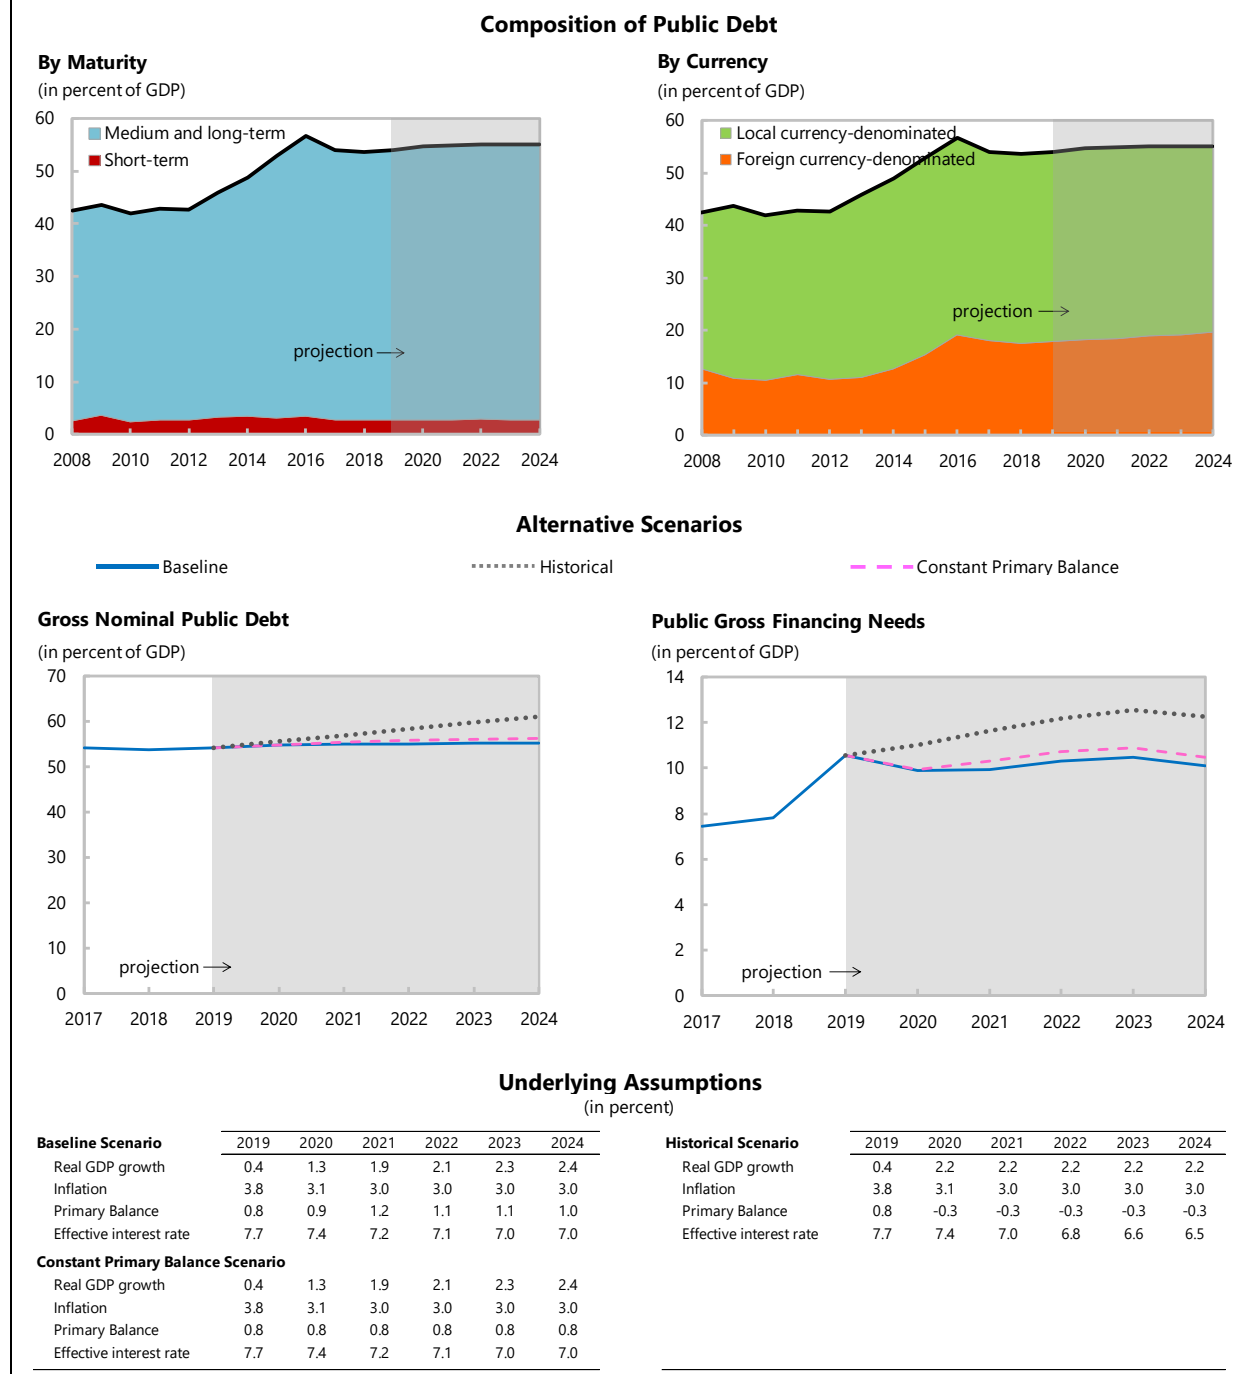 Composition of Public Debt
By Maturity
(in percent of GDP)
60
50
40
30
20
10
0
Medium and long-term
Short-term
projection
2008 2010 2012 2014 2016 2018 2020 2022 2024
By Currency
(in percent of GDP)
60
50
40
30
20
10
0
Local currency-denominated
Foreign currency-denominated
projection
2008 2010 2012 2014 2016 2018 2020 2022 2024
Alternative Scenarios
Baseline Historical Constant Primary Balance
Gross Nominal Public Debt
(in percent of GDP)
70
60
50
40
30
20
10
0
projection
2017 2018 2019 2020 2021 2022 2023 2024
Public Gross Financing Needs
(in percent of GDP)
14
12
10
8
6
4
2
0
projection
2017 2018 2019 2020 2021 2022 2023 2024
Underlying Assumptions
(in percent)
Baseline Scenario 2019 2020 2021 2022 2023 2024
Real GDP growth 0.4 1.3 1.9 2.1 2.3 2.4
Inflation 3.8 3.1 3.0 3.0 3.0 3.0
Primary Balance 0.8 0.9 1.2 1.1 1.1 1.0
Effective interest rate 7.7 7.4 7.2 7.1 7.0 7.0
Constant Primary Balance Scenario
Real GDP growth 0.4 1.3 1.9 2.1 2.3 2.4
Inflation 3.8 3.1 3.0 3.0 3.0 3.0
Primary Balance 0.8 0.8 0.8 0.8 0.8 0.8
Effective interest rate 7.7 7.4 7.2 7.1 7.0 7.0
Historical Scenario 2019 2020 2021 2022 2023 2024
Real GDP growth 0.4 2.2 2.2 2.2 2.2 2.2
Inflation 3.8 3.1 3.0 3.0 3.0 3.0
Primary Balance 0.8 -0.3 -0.3 -0.3 -0.3 -0.3
Effective interest rate 7.7 7.4 7.0 6.8 6.6 6.5